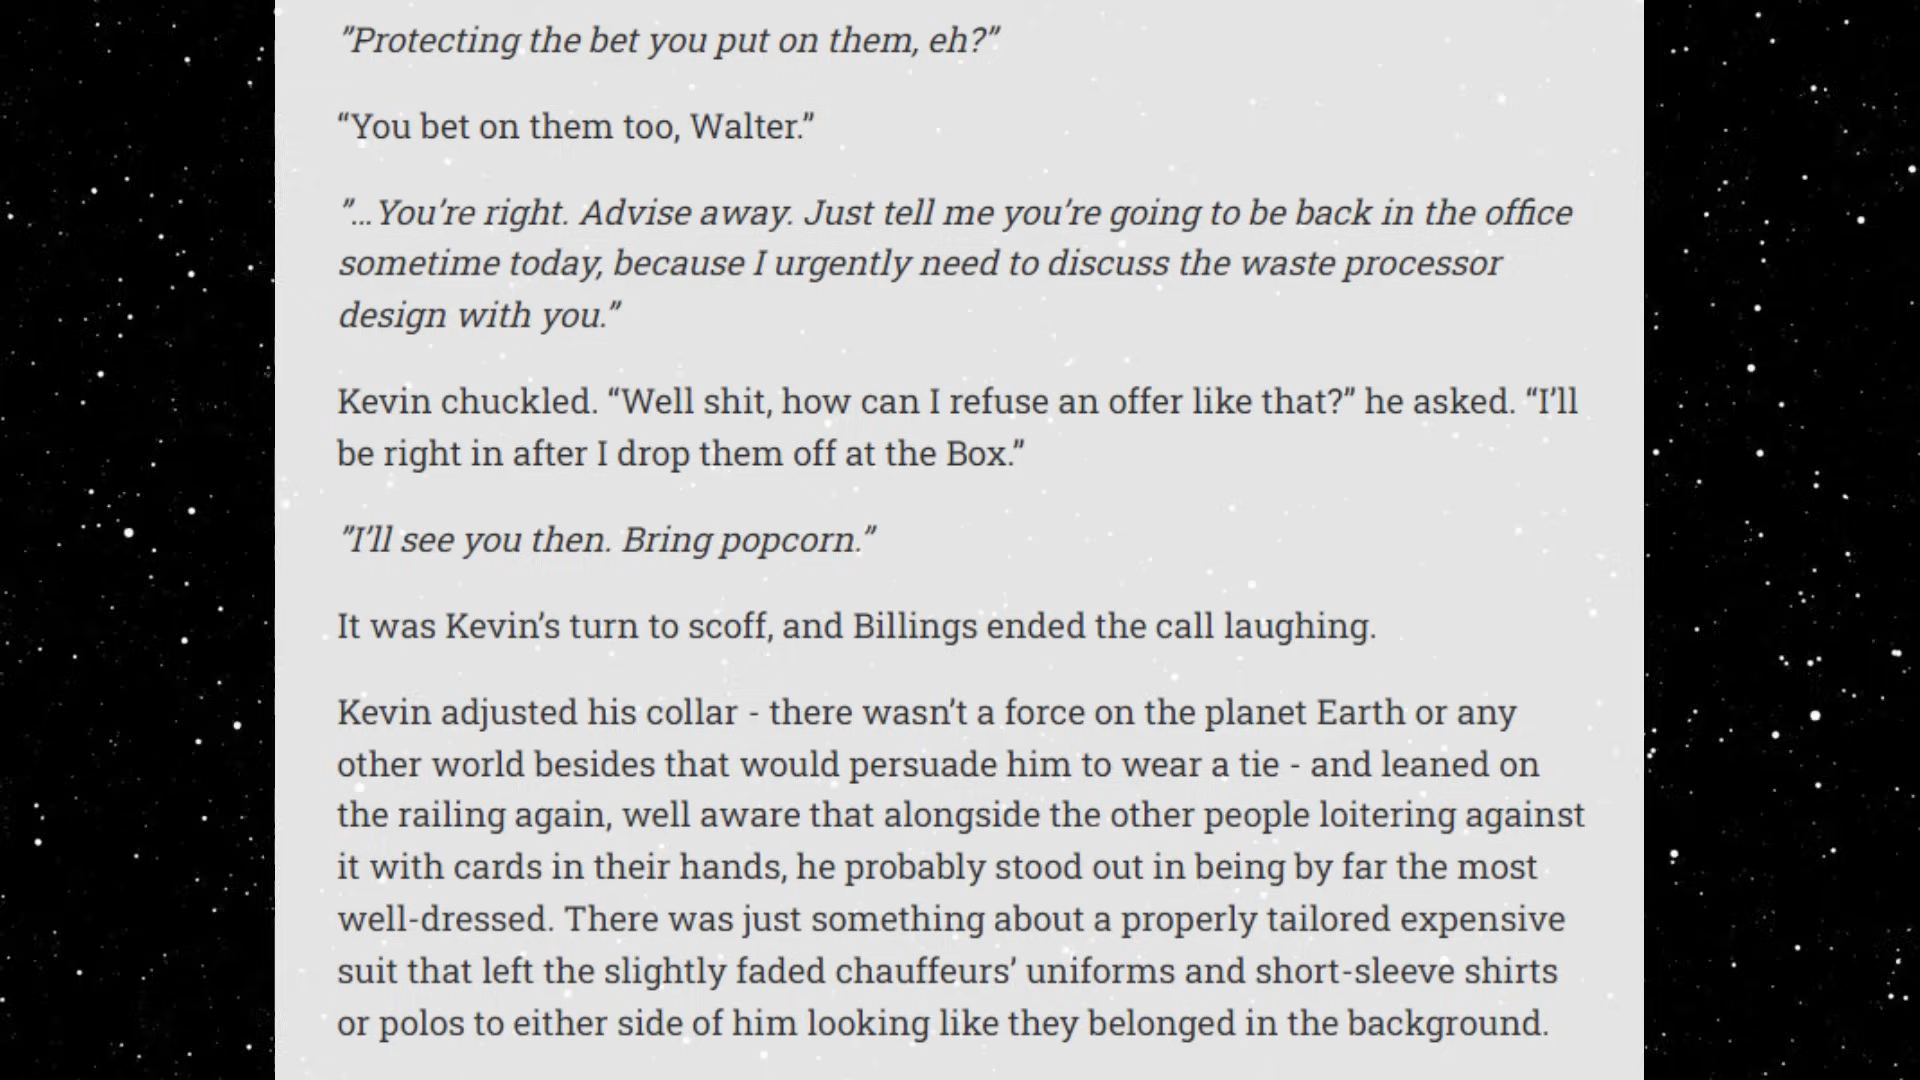 "Protecting the bet you put on them, eh?"
“You bet on them too, Walter.”
"…You’re right. Advise away. Just tell me you’re going to be back in the office
sometime today, because I urgently need to discuss the waste processor
design with you."
Kevin chuckled. “Well shit, how can I refuse an offer like that?” he asked. “I’ll
be right in after I drop them off at the Box.”
"I’ll see you then. Bring popcorn."
It was Kevin’s turn to scoff, and Billings ended the call laughing.
Kevin adjusted his collar - there wasn’t a force on the planet Earth or any
other world besides that would persuade him to wear a tie - and leaned on
the railing again, well aware that alongside the other people loitering against
it with cards in their hands, he probably stood out in being by far the most
well-dressed. There was just something about a properly tailored expensive
suit that left the slightly faded chauffeurs’ uniforms and short-sleeve shirts
or polos to either side of him looking like they belonged in the background.